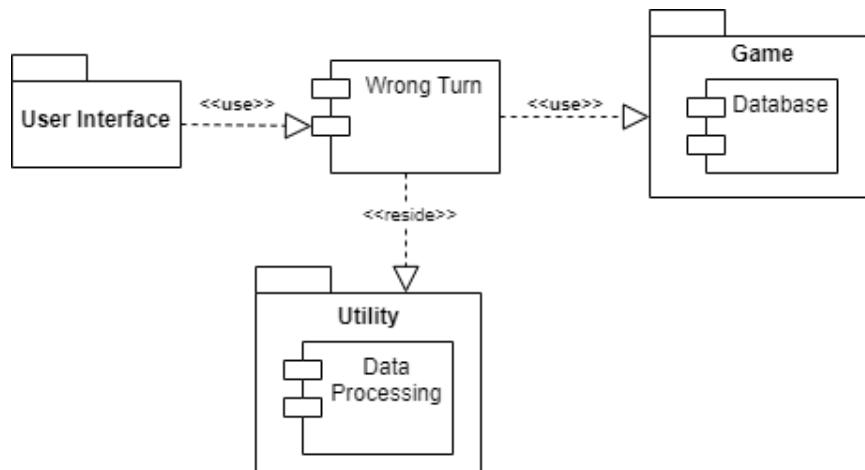 Game
Wrong Turn
User Interface
<<use>>
<<use>>
Database
<<reside>>
Utility
Data
Processing